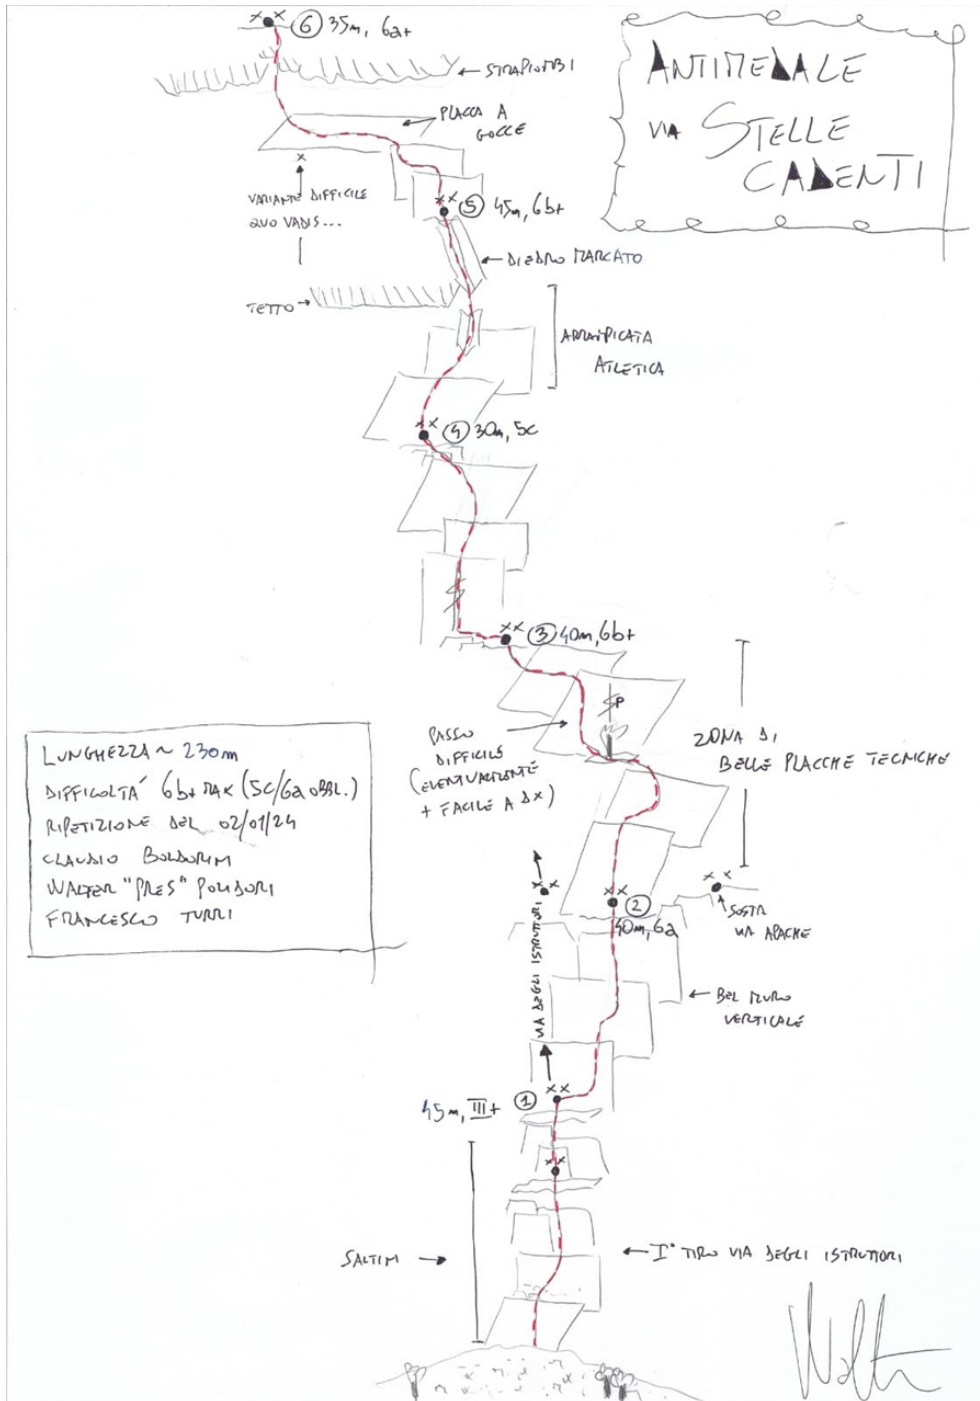 ANTIMEDALE
VIA STELLE
CADENTI
6 35m, 6a+
STRAPIOMBI
PLACCA A
GOCCE
VARIANTE DIFFICILE
QUO VADIS...
5 45m, 6b+
DIEDRO MARCATO
TETTO
ARRAMPICATA
ATLETICA
4 30m, 5c
3 40m, 6b+
PASSO
DIFFICILE
(EVENTUALMENTE
+ FACILE A DX)
ZONA DI
BELLE PLACCHE TECNICHE
LUNGHEZZA ~ 230m
DIFFICOLTÁ 6b+ MAX (5c/6a OBBL.)
RIPETIZIONE DEL 02/01/24
CLAUDIO BOLDORINI
WALTER "PRES" POLIDORI
FRANCESCO TURRI
VIA DEGLI ISTRUTTORI
2
40m, 6a
SOSTA
VIA APACHE
BEL MURO
VERTICALE
45m, III+ 1
SALTINI
I° TIRO VIA DEGLI ISTRUTTORI